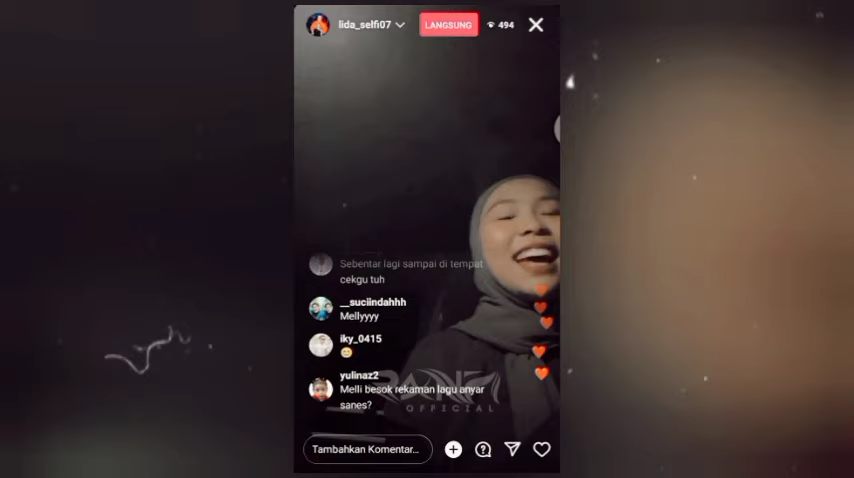 lida_selfi07
LANGSUNG
494
Sebentar lagi sampai di tempat
cekgu tuh
__suciindahhh
Mellyyyy
iky_0415
yulinaz2
Melli besok rekaman lagu anyar
sanes?
OFFICIAL
Tambahkan Komentar...